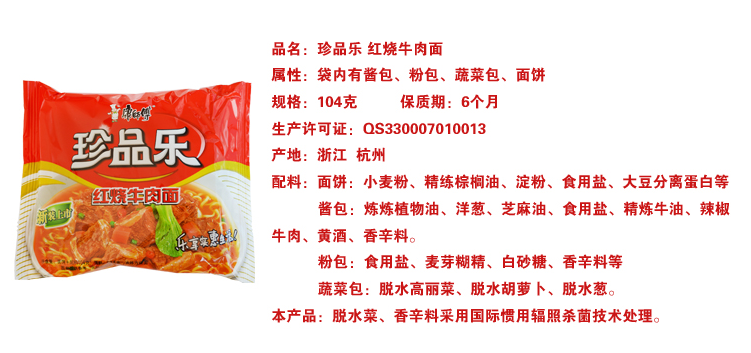 康师傅
珍品乐
红烧牛肉面
新装上市
品名：珍品乐 红烧牛肉面
属性：袋内有酱包、粉包、蔬菜包、面饼
规格：104克 保质期：6个月
生产许可证：QS330007010013
产地：浙江 杭州
配料：面饼：小麦粉、精练棕榈油、淀粉、食用盐、大豆分离蛋白等
酱包：炼炼植物油、洋葱、芝麻油、食用盐、精炼牛油、辣椒
牛肉、黄酒、香辛料。
粉包：食用盐、麦芽糊精、白砂糖、香辛料等
蔬菜包：脱水高丽菜、脱水胡萝卜、脱水葱。
本产品：脱水菜、香辛料采用国际惯用辐照杀菌技术处理。